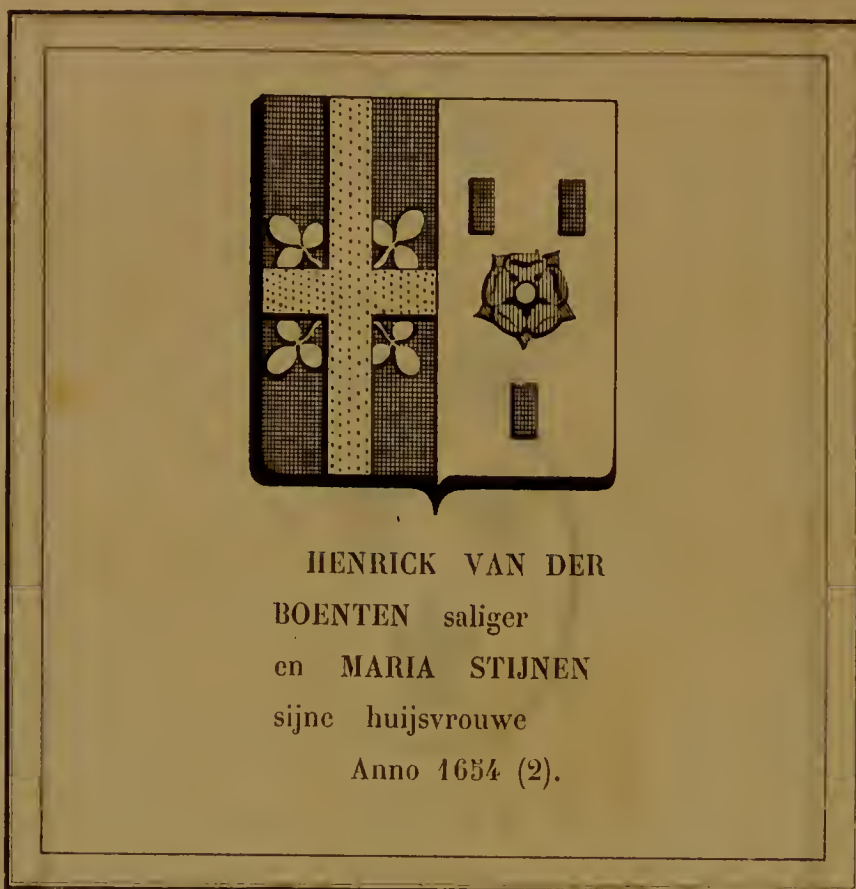 HENRICK VAN DER
BOENTEN saliger
en MARIA STIJNEN
sijne huijsvrouwe
Anno 1654 (2).